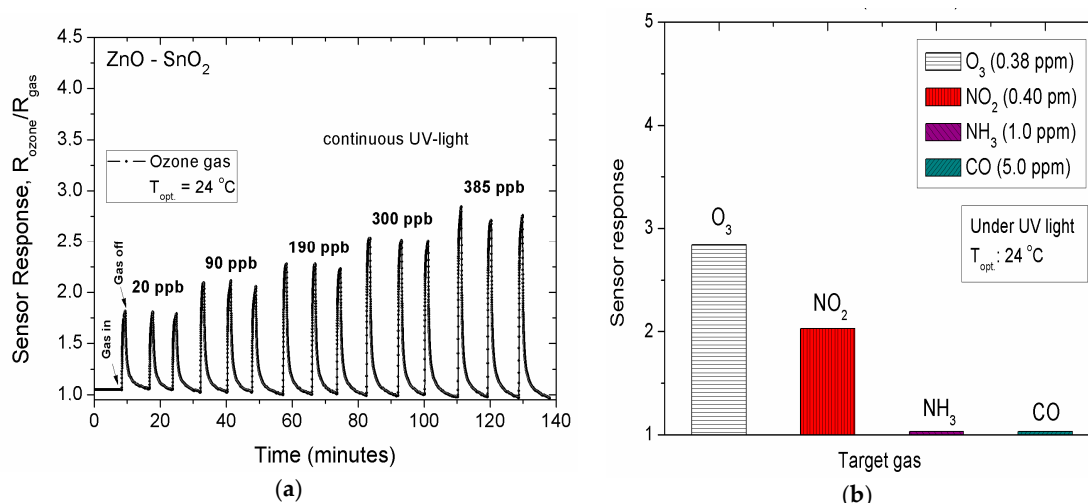 ZnO - SnO₂
continuous UV-light
Ozone gas
T_opt. = 24 °C
Gas in
Gas off
20 ppb
90 ppb
190 ppb
300 ppb
385 ppb
Sensor Response, R_ozone/R_gas
4.5
4.0
3.5
3.0
2.5
2.0
1.5
1.0
0 20 40 60 80 100 120 140
Time (minutes)
(a)
Sensor response
5
4
3
2
1
O₃ (0.38 ppm)
NO₂ (0.40 pm)
NH₃ (1.0 ppm)
CO (5.0 ppm)
Under UV light
T_opt.: 24 °C
O₃
NO₂
NH₃
CO
Target gas
(b)